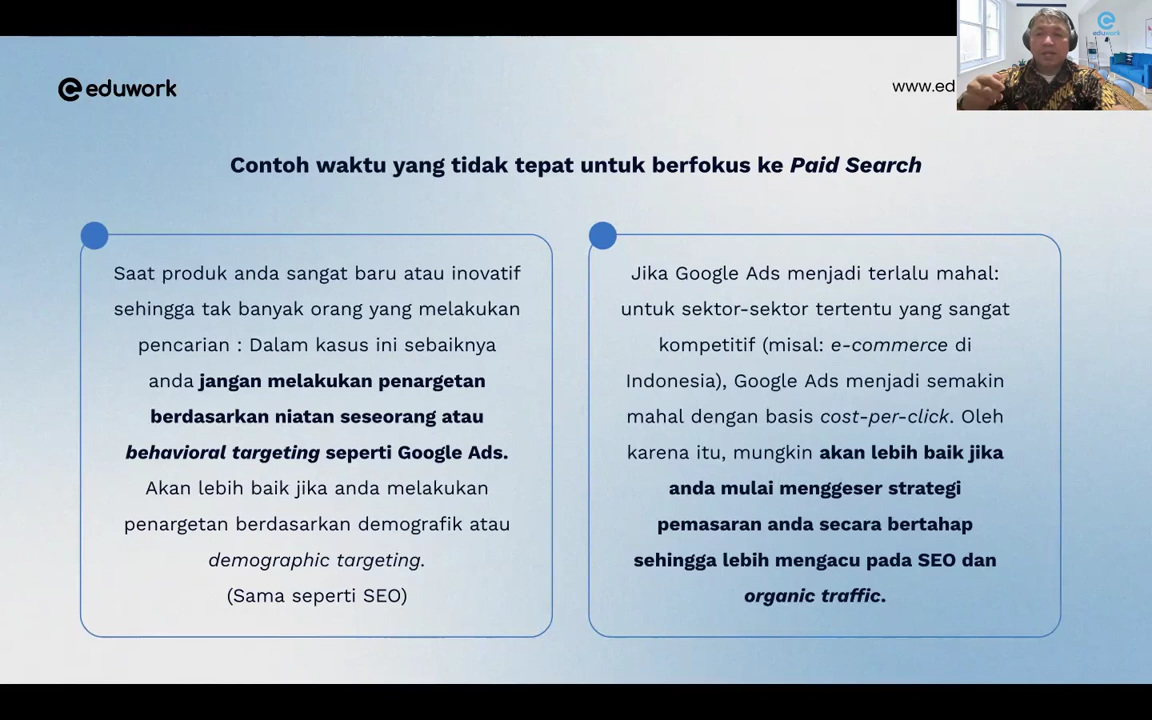 eduwork
www.ed
eduwork
Contoh waktu yang tidak tepat untuk berfokus ke Paid Search
Saat produk anda sangat baru atau inovatif
sehingga tak banyak orang yang melakukan
pencarian : Dalam kasus ini sebaiknya
anda jangan melakukan penargetan
berdasarkan niatan seseorang atau
behavioral targeting seperti Google Ads.
Akan lebih baik jika anda melakukan
penargetan berdasarkan demografik atau
demographic targeting.
(Sama seperti SEO)
Jika Google Ads menjadi terlalu mahal:
untuk sektor-sektor tertentu yang sangat
kompetitif (misal: e-commerce di
Indonesia), Google Ads menjadi semakin
mahal dengan basis cost-per-click. Oleh
karena itu, mungkin akan lebih baik jika
anda mulai menggeser strategi
pemasaran anda secara bertahap
sehingga lebih mengacu pada SEO dan
organic traffic.